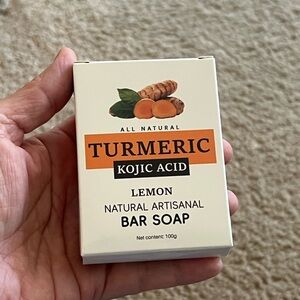 ALL NATURAL
TURMERIC
KOJIC ACID
LEMON
NATURAL ARTISANAL
BAR SOAP
Net content: 100g